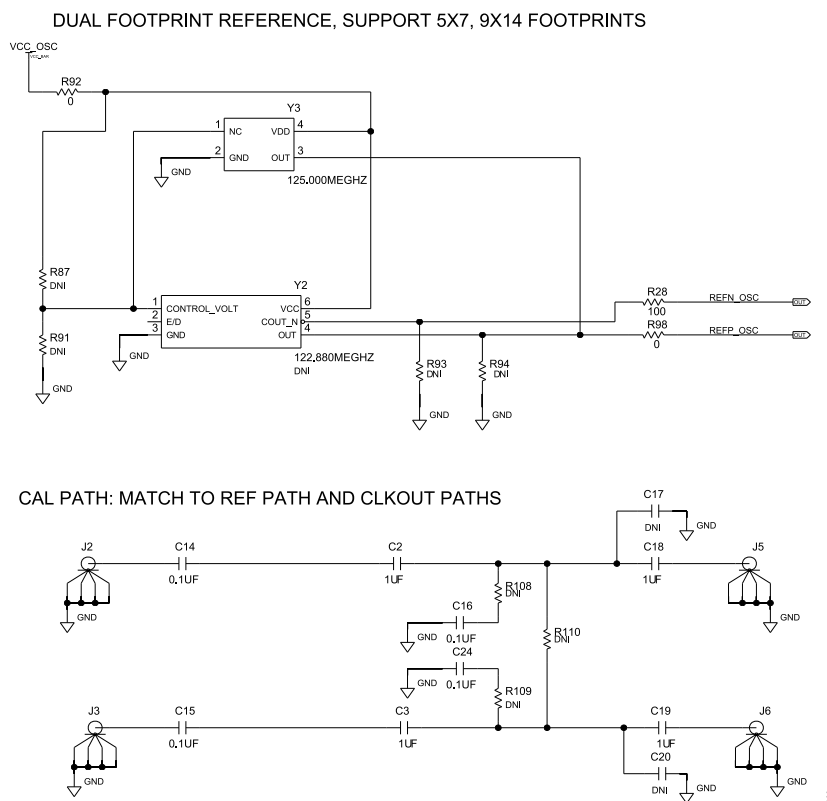 DUAL FOOTPRINT REFERENCE, SUPPORT 5X7, 9X14 FOOTPRINTS
VCC_OSC
VCC_BAR
R92
0
Y3
1 NC VDD 4
2 GND OUT 3
GND
125.000MEGHZ
R87
DNI
Y2
1 CONTROL_VOLT VCC 6
2 E/D COUT_N 5
3 GND OUT 4
R28
100
REFN_OSC
OUT
R98
0
REFP_OSC
OUT
R91
DNI
GND
122.880MEGHZ
DNI
R93
DNI
R94
DNI
GND
GND
GND
CAL PATH: MATCH TO REF PATH AND CLKOUT PATHS
C17
DNI
GND
J2
C14
0.1UF
C2
1UF
C18
1UF
J5
GND
R108
DNI
C16
0.1UF
GND
R110
DNI
GND
C24
0.1UF
GND
R109
DNI
J3
C15
0.1UF
C3
1UF
C19
1UF
J6
C20
DNI
GND
GND
GND